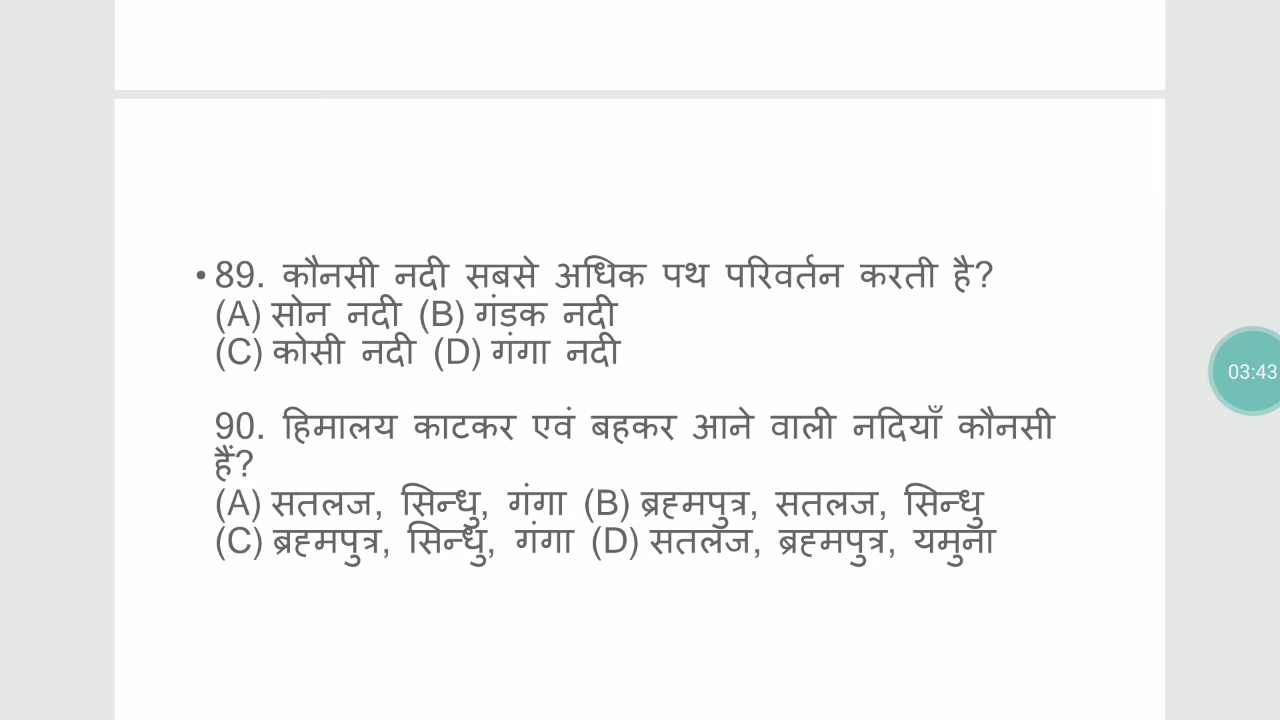 • 89. कौनसी नदी सबसे अधिक पथ परिवर्तन करती है?
(A) सोन नदी (B) गंडक नदी
(C) कोसी नदी (D) गंगा नदी
90. हिमालय काटकर एवं बहकर आने वाली नदियाँ कौनसी
हैं?
(A) सतलज, सिन्धु, गंगा (B) ब्रह्मपुत्र, सतलज, सिन्धु
(C) ब्रह्मपुत्र, सिन्धु, गंगा (D) सतलज, ब्रह्मपुत्र, यमुना
03:43